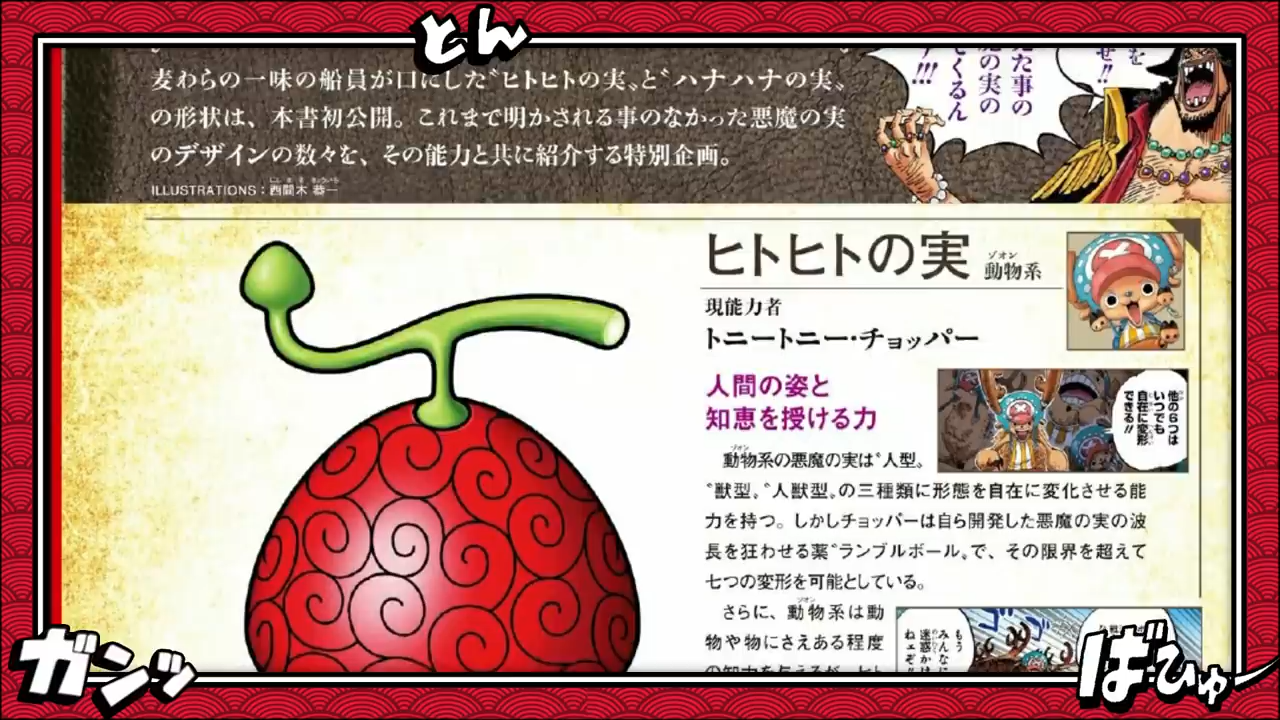 とん
麦わらの一味の船員が口にした〝ヒトヒトの実〟と〝ハナハナの実〟
の形状は、本書初公開。これまで明かされる事のなかった悪魔の実
のデザインの数々を、その能力と共に紹介する特別企画。
ILLUSTRATIONS：西聞木 恭一
た事の
の実の
てくるん
!!!
を
せ!!
ヒトヒトの実 動物系
ゾオン
現能力者
トニートニー・チョッパー
人間の姿と
知恵を授ける力
他の6つは
いつでも
自在に変形
できる!!
ゾオン
動物系の悪魔の実は〝人型〟
〝獣型〟〝人獣型〟の三種類に形態を自在に変化させる能
力を持つ。しかしチョッパーは自ら開発した悪魔の実の波
長を狂わせる薬〝ランブルボール〟で、その限界を超えて
七つの変形を可能としている。
ゾオン
さらに、動物系は動
物や物にさえある程度
もう
みんなに
迷惑かけ
ねェぞ
ゴゴゴ
ガンッ
ばひゅー